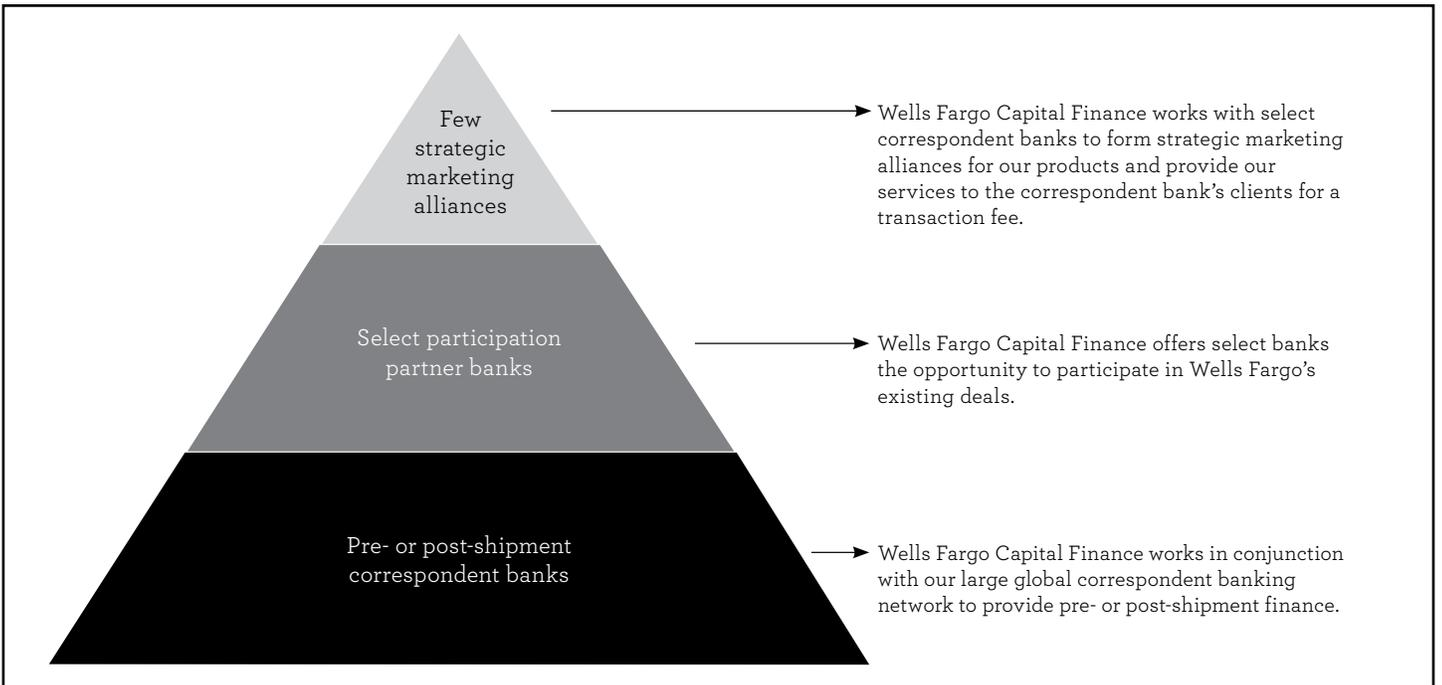 Few
strategic
marketing
alliances
Wells Fargo Capital Finance works with select
correspondent banks to form strategic marketing
alliances for our products and provide our
services to the correspondent bank’s clients for a
transaction fee.
Select participation
partner banks
Wells Fargo Capital Finance offers select banks
the opportunity to participate in Wells Fargo’s
existing deals.
Pre- or post-shipment
correspondent banks
Wells Fargo Capital Finance works in conjunction
with our large global correspondent banking
network to provide pre- or post-shipment finance.